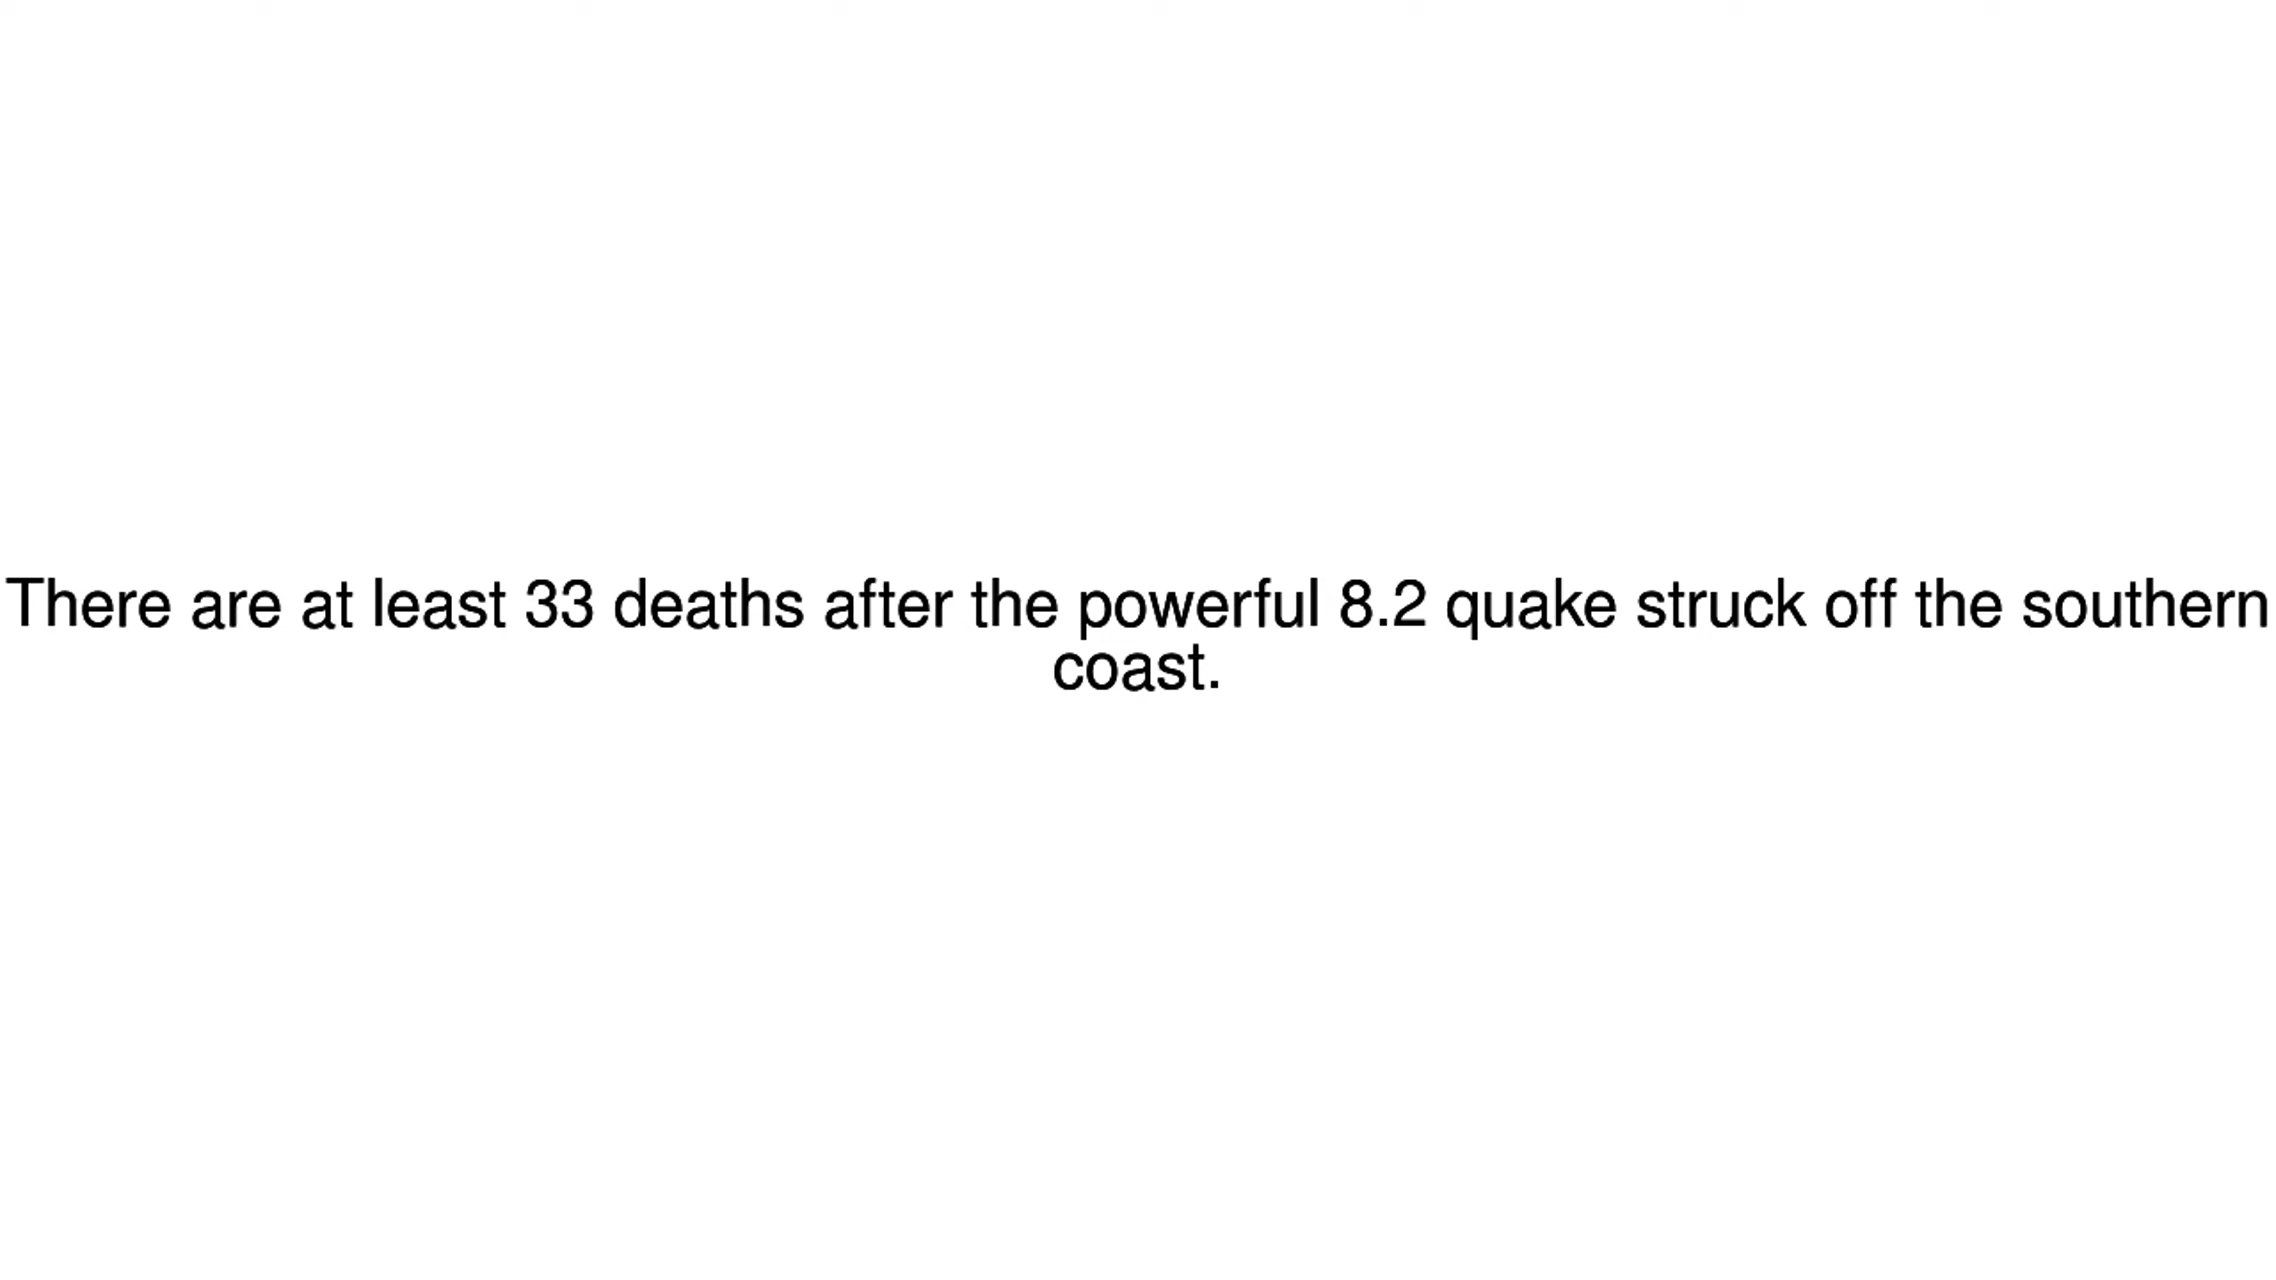 There are at least 33 deaths after the powerful 8.2 quake struck off the southern
coast.